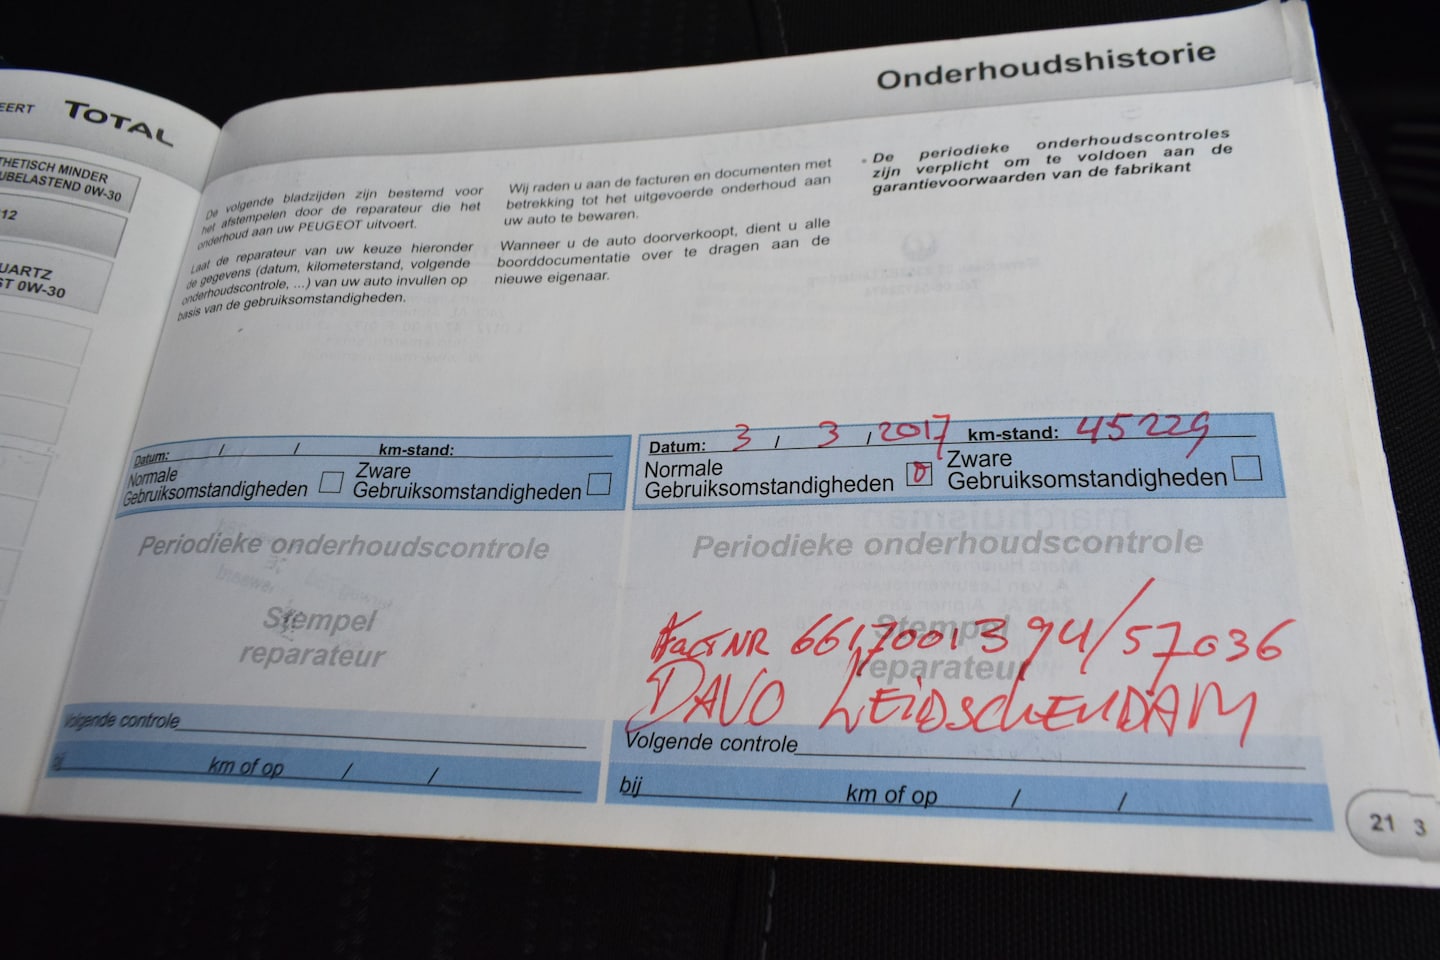 EERT TOTAL
THETISCH MINDER
UBELASTEND 0W-30
12
UARTZ
ST 0W-30
Onderhoudshistorie
De volgende bladzijden zijn bestemd voor
het afstempelen door de reparateur die het
onderhoud aan uw PEUGEOT uitvoert.
Laat de reparateur van uw keuze hieronder
de gegevens (datum, kilometerstand, volgende
onderhoudscontrole, ...) van uw auto invullen op
basis van de gebruiksomstandigheden.
Wij raden u aan de facturen en documenten met
betrekking tot het uitgevoerde onderhoud aan
uw auto te bewaren.
Wanneer u de auto doorverkoopt, dient u alle
boorddocumentatie over te dragen aan de
nieuwe eigenaar.
De periodieke onderhoudscontroles
zijn verplicht om te voldoen aan de
garantievoorwaarden van de fabrikant
Datum: / / km-stand:
Normale
Gebruiksomstandigheden
Zware
Gebruiksomstandigheden
Periodieke onderhoudscontrole
Stempel
reparateur
Volgende controle
bij km of op / /
Datum: 3 / 3 / 2017 km-stand: 45229
Normale
Gebruiksomstandigheden
Zware
Gebruiksomstandigheden
Periodieke onderhoudscontrole
Stempel
reparateur
FactNR 6617001394/57036
DAVO LEIDSCHENDAM
Volgende controle
bij km of op / /
21 3